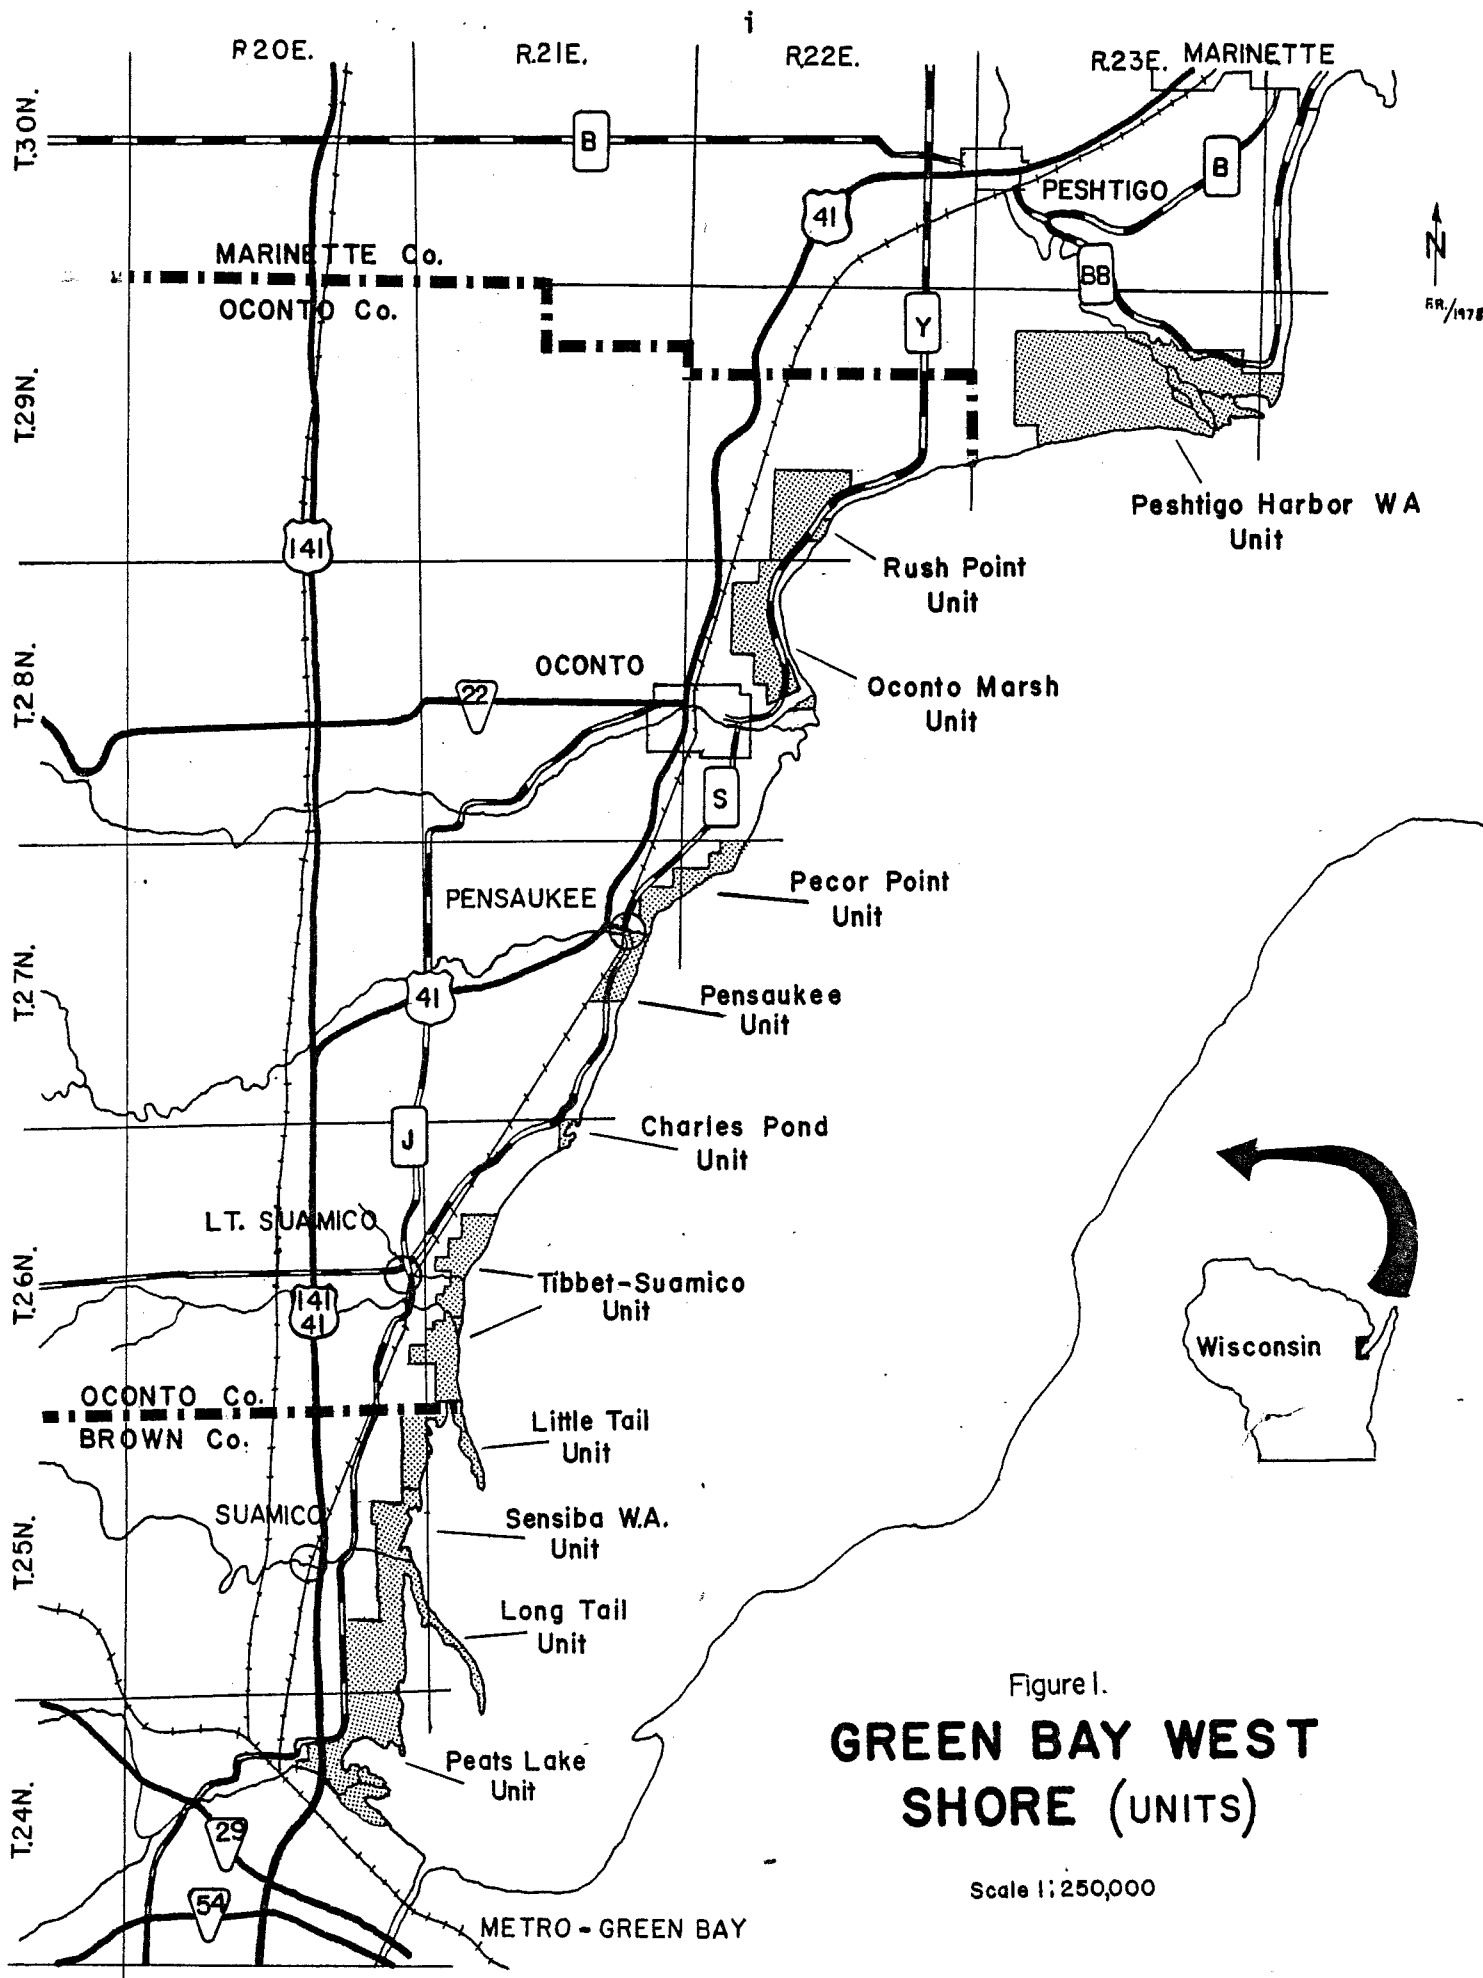 i
R20E.
R.21E.
R.22E.
R.23E. MARINETTE
T.30N.
B
B
PESHTIGO
41
N
MARINETTE Co.
OCONTO Co.
BB
Y
T.29N.
Peshtigo Harbor WA
Unit
141
Rush Point
Unit
T.28N.
OCONTO
22
Oconto Marsh
Unit
S
PENSAUKEE
Pecor Point
Unit
T.27N.
41
Pensaukee
Unit
J
Charles Pond
Unit
LT. SUAMICO
T.26N.
Tibbet-Suamico
Unit
141
41
Wisconsin
OCONTO Co.
BROWN Co.
Little Tail
Unit
SUAMICO
Sensiba W.A.
Unit
T.25N.
Long Tail
Unit
Figure 1.
GREEN BAY WEST
SHORE (UNITS)
Peats Lake
Unit
T.24N.
29
54
Scale 1:250,000
METRO-GREEN BAY